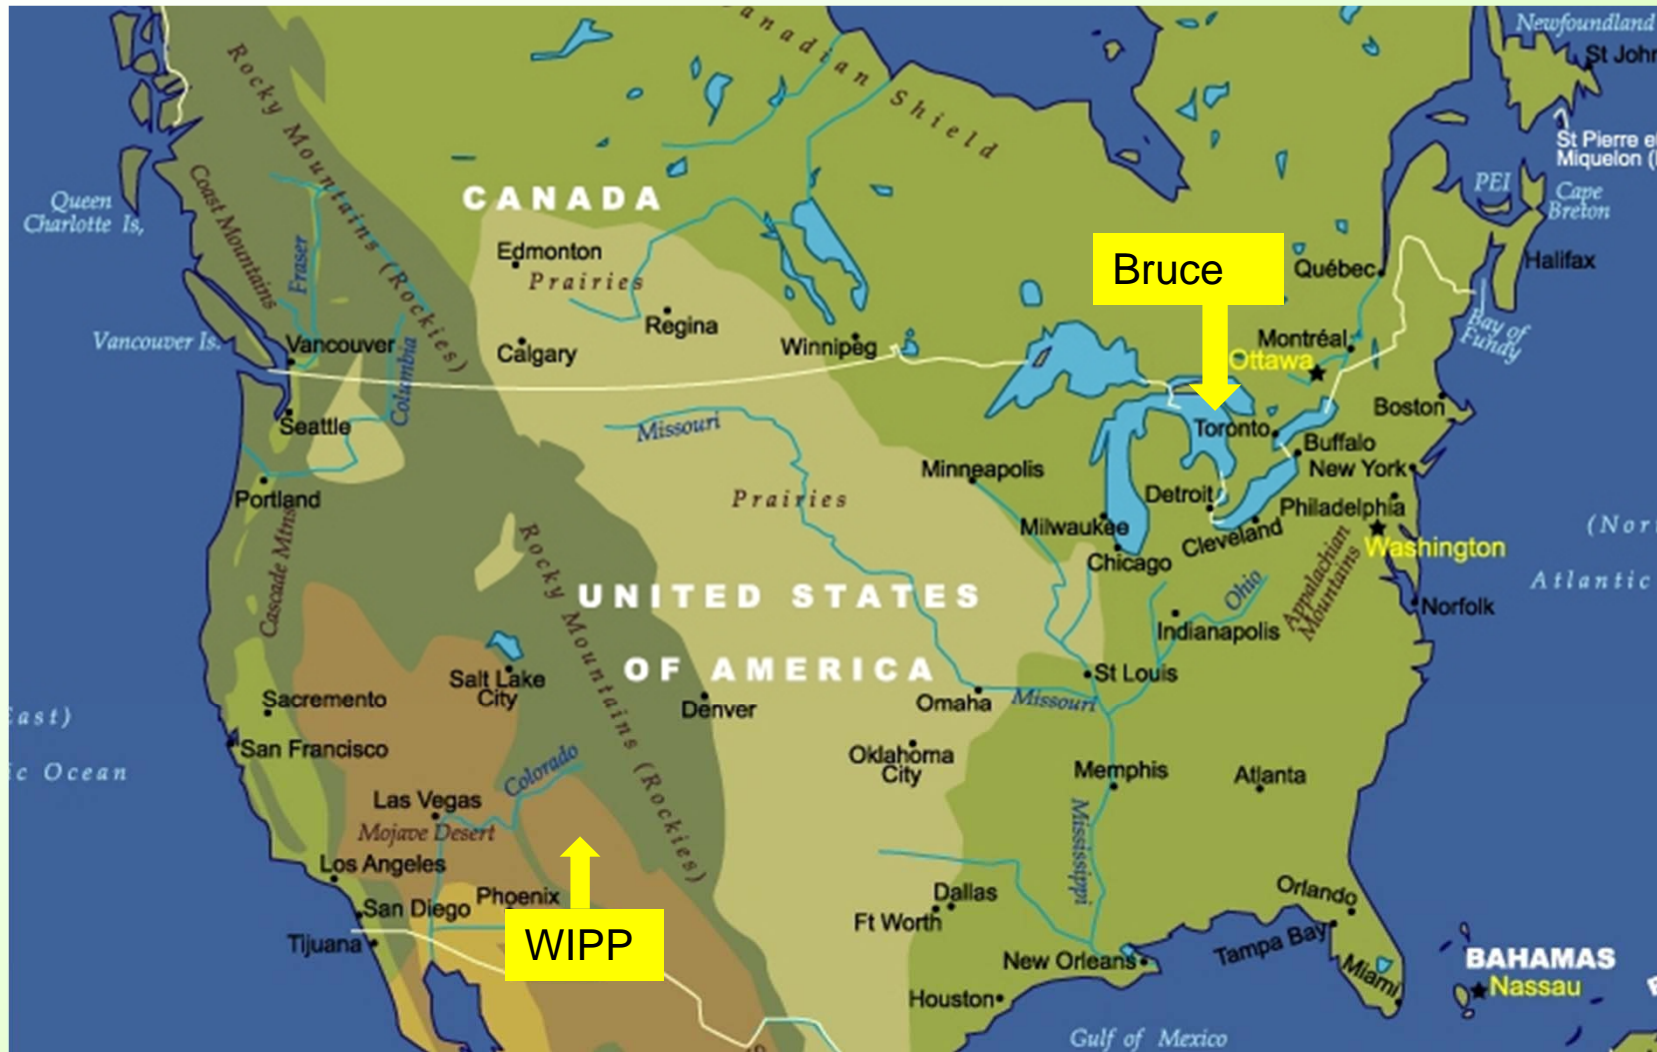 Newfoundland
St John
Canadian Shield
Rocky Mountains (Rockies)
St Pierre et
Miquelon (
Coast Mountains
Queen
Charlotte Is,
CANADA
PEI
Cape
Breton
Edmonton
Prairies
Fraser
Bruce
Québec
Halifax
Regina
Vancouver Is.
Vancouver
Calgary
Winnipeg
Montréal
Ottawa
Bay of
Fundy
Columbia
Seattle
Missouri
Toronto
Boston
Buffalo
Minneapolis
New York
Portland
Prairies
Detroit
Philadelphia
Milwaukee
Cleveland
Washington
(Nor
Chicago
Cascade Mtns
Rocky Mountains (Rockies)
Appalachian
Mountains
Atlantic
UNITED STATES
OF AMERICA
Ohio
Norfolk
Indianapolis
Salt Lake
City
St Louis
Sacremento
Denver
Omaha
Missouri
East)
San Francisco
Oklahoma
City
ic Ocean
Colorado
Memphis
Atlanta
Las Vegas
Mojave Desert
Mississippi
Los Angeles
Phoenix
Dallas
Orlando
San Diego
Ft Worth
Tijuana
WIPP
New Orleans
Tampa Bay
Miami
BAHAMAS
Nassau
Houston
Gulf of Mexico